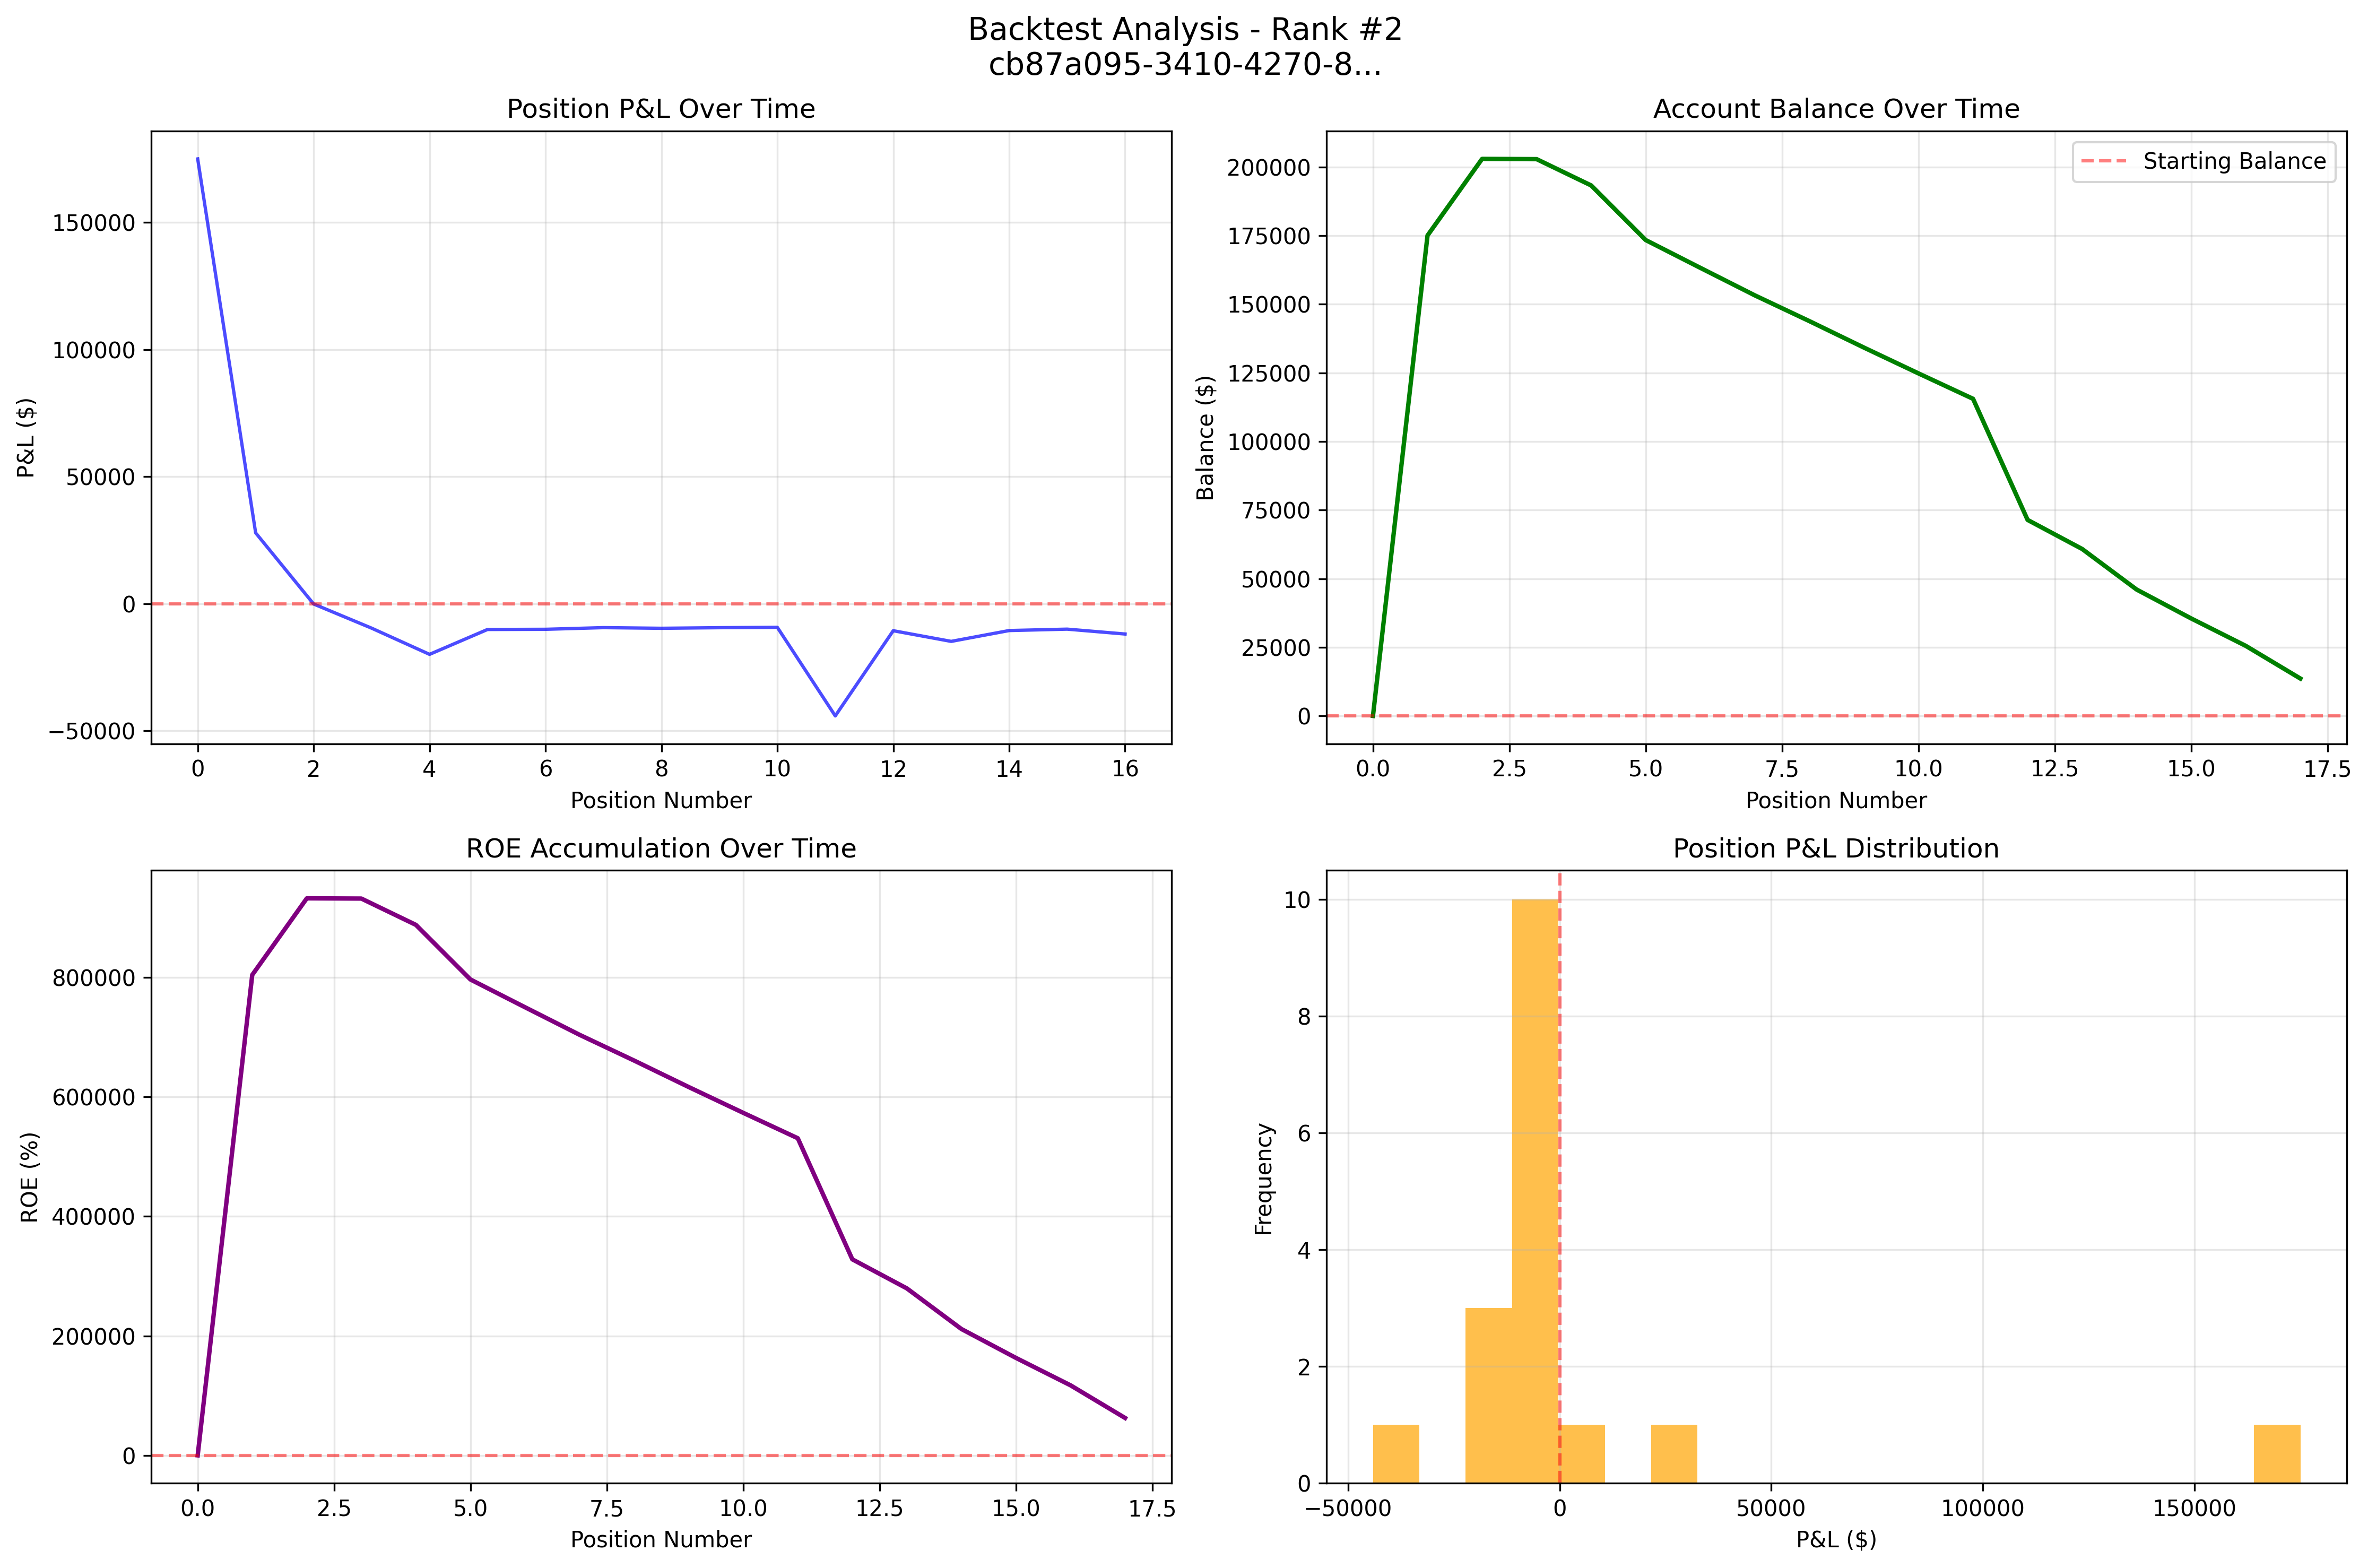 Backtest Analysis - Rank #2
cb87a095-3410-4270-8...
Position P&L Over Time
P&L ($)
150000
100000
50000
0
−50000
0 2 4 6 8 10 12 14 16
Position Number
Account Balance Over Time
Starting Balance
Balance ($)
200000
175000
150000
125000
100000
75000
50000
25000
0
0.0 2.5 5.0 7.5 10.0 12.5 15.0 17.5
Position Number
ROE Accumulation Over Time
ROE (%)
800000
600000
400000
200000
0
0.0 2.5 5.0 7.5 10.0 12.5 15.0 17.5
Position Number
Position P&L Distribution
Frequency
10
8
6
4
2
0
−50000 0 50000 100000 150000
P&L ($)